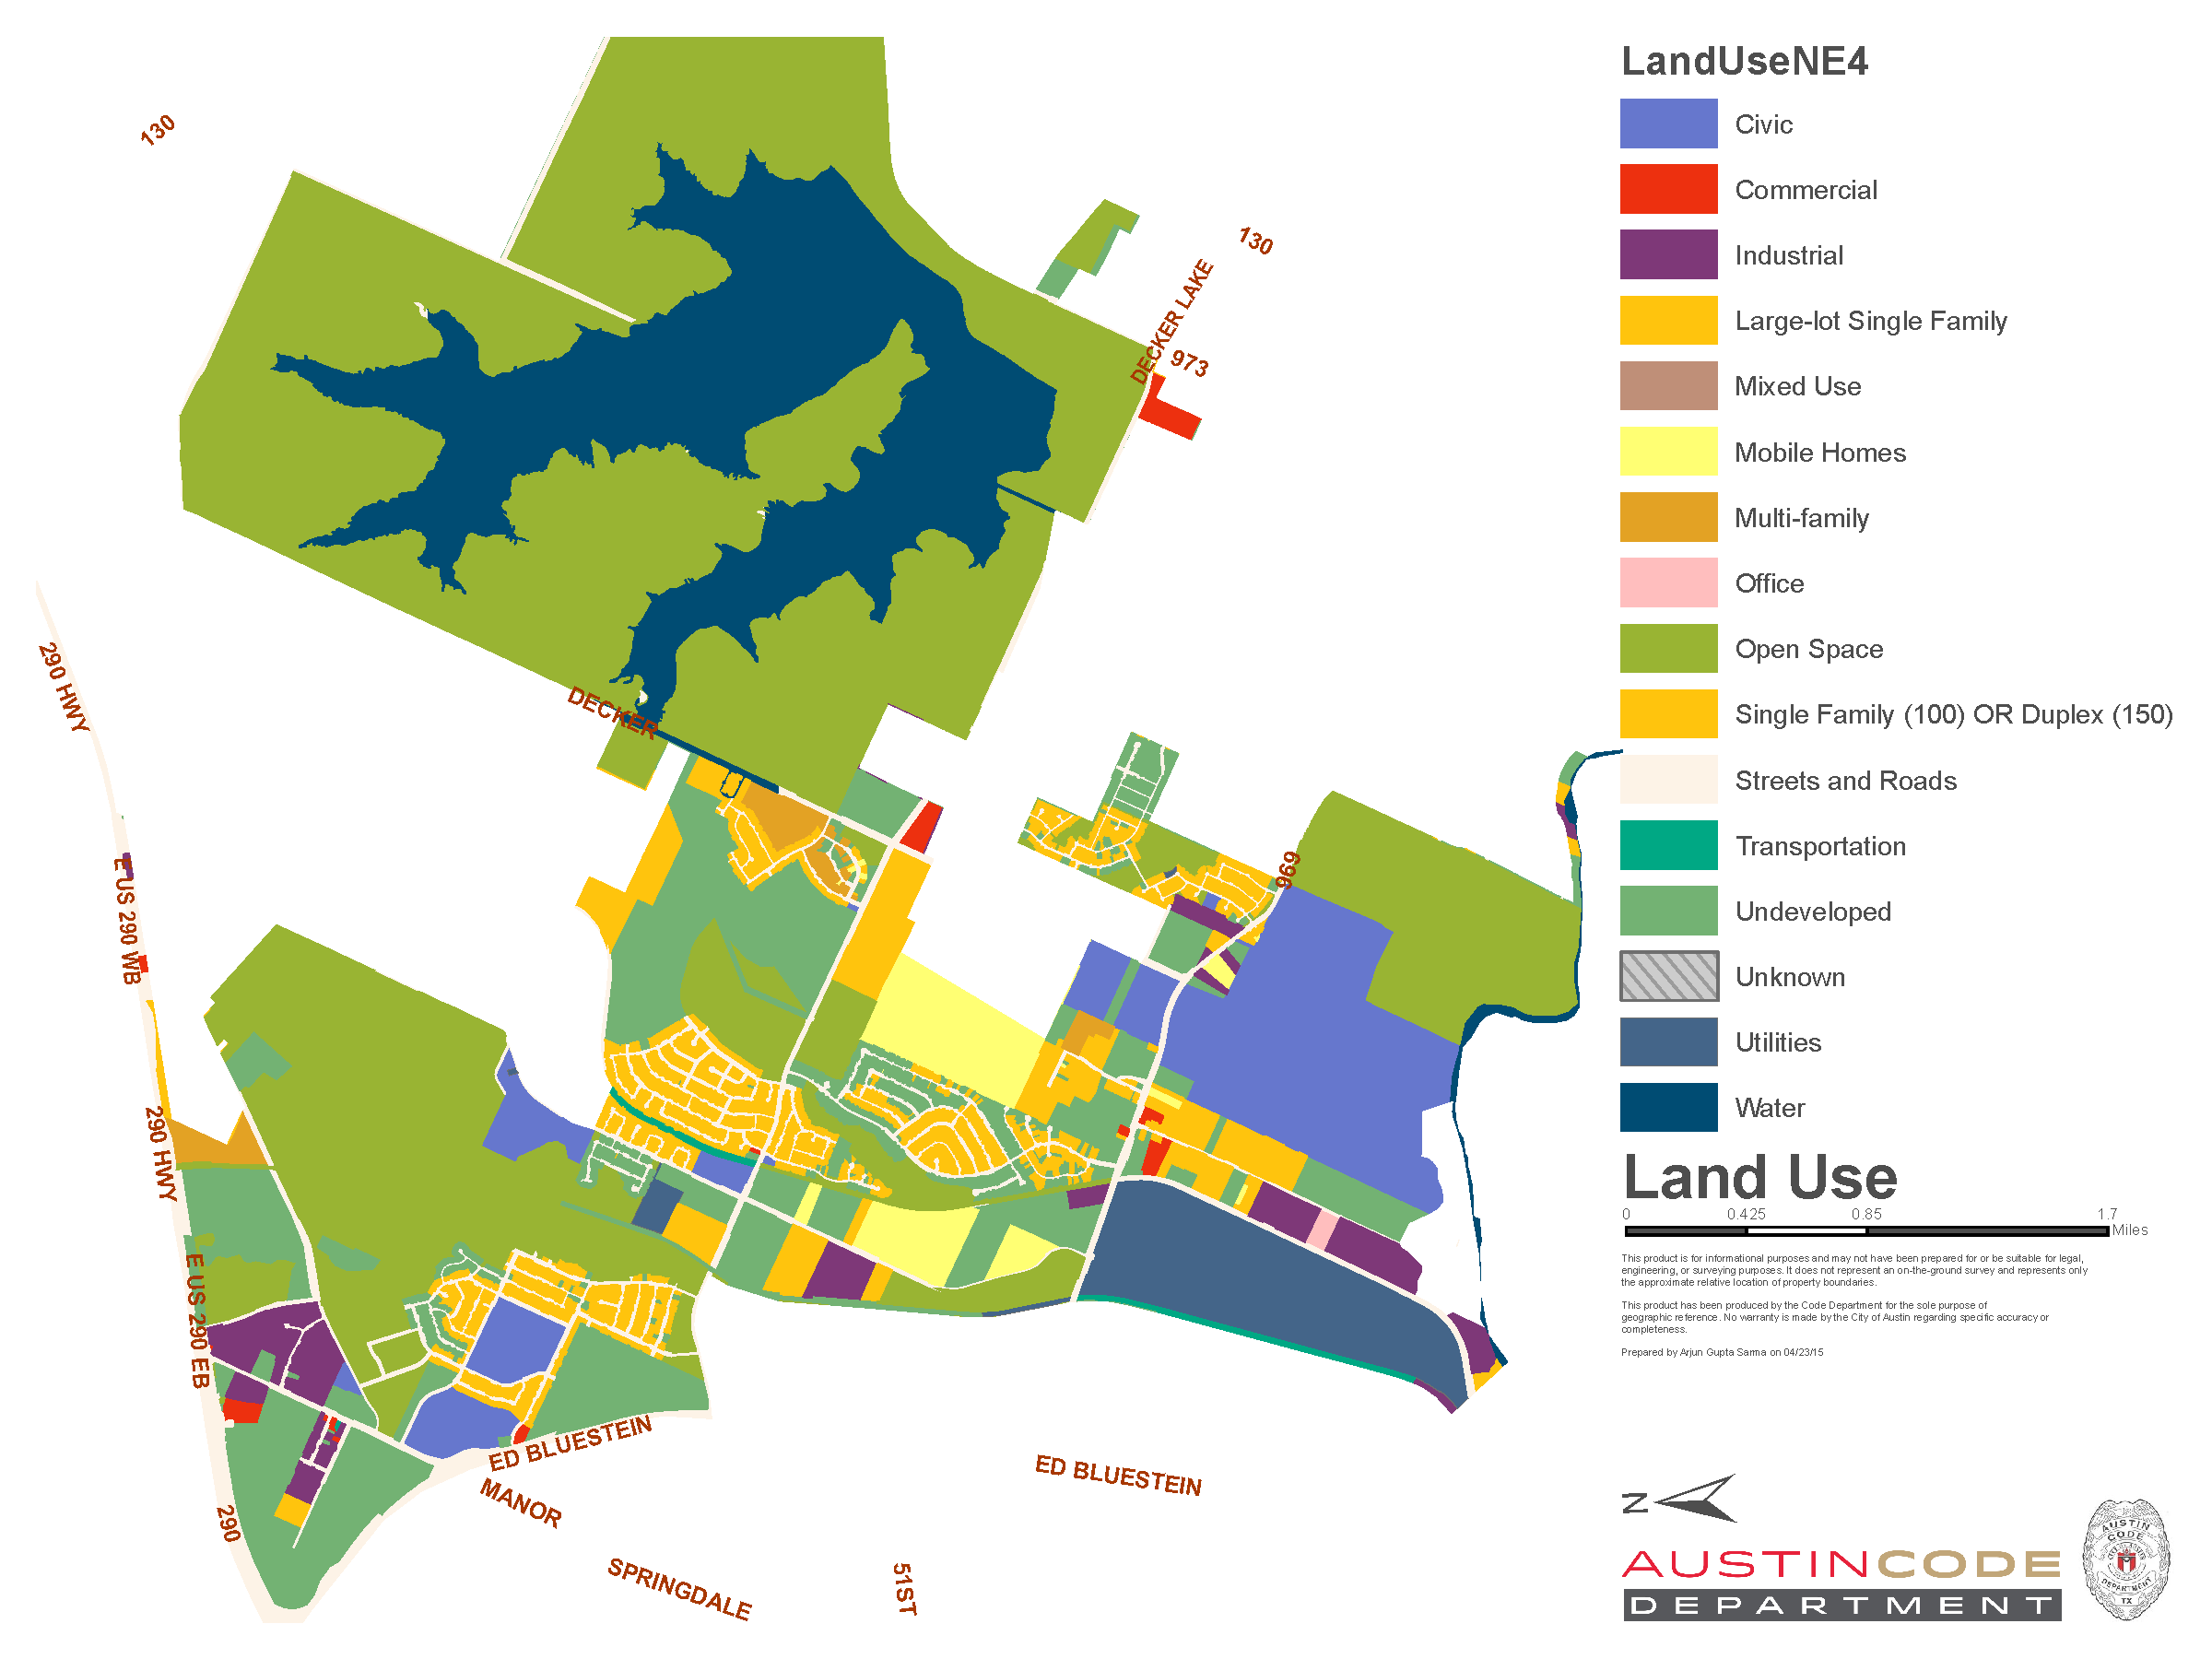 130
130
DECKER LAKE
973
290 HWY
DECKER
E US 290 WB
969
290 HWY
E US 290 EB
ED BLUESTEIN
MANOR
290
ED BLUESTEIN
SPRINGDALE
51ST
LandUseNE4
Civic
Commercial
Industrial
Large-lot Single Family
Mixed Use
Mobile Homes
Multi-family
Office
Open Space
Single Family (100) OR Duplex (150)
Streets and Roads
Transportation
Undeveloped
Unknown
Utilities
Water
Land Use
0 0.425 0.85 1.7
Miles
This product is for informational purposes and may not have been prepared for or be suitable for legal,
engineering, or surveying purposes. It does not represent an on-the-ground survey and represents only
the approximate relative location of property boundaries.
This product has been produced by the Code Department for the sole purpose of
geographic reference. No warranty is made by the City of Austin regarding specific accuracy or
completeness.
Prepared by Arjun Gupta Sarma on 04/23/15
N
AUSTINCODE
DEPARTMENT
AUSTIN
CODE
DEPARTMENT
TX